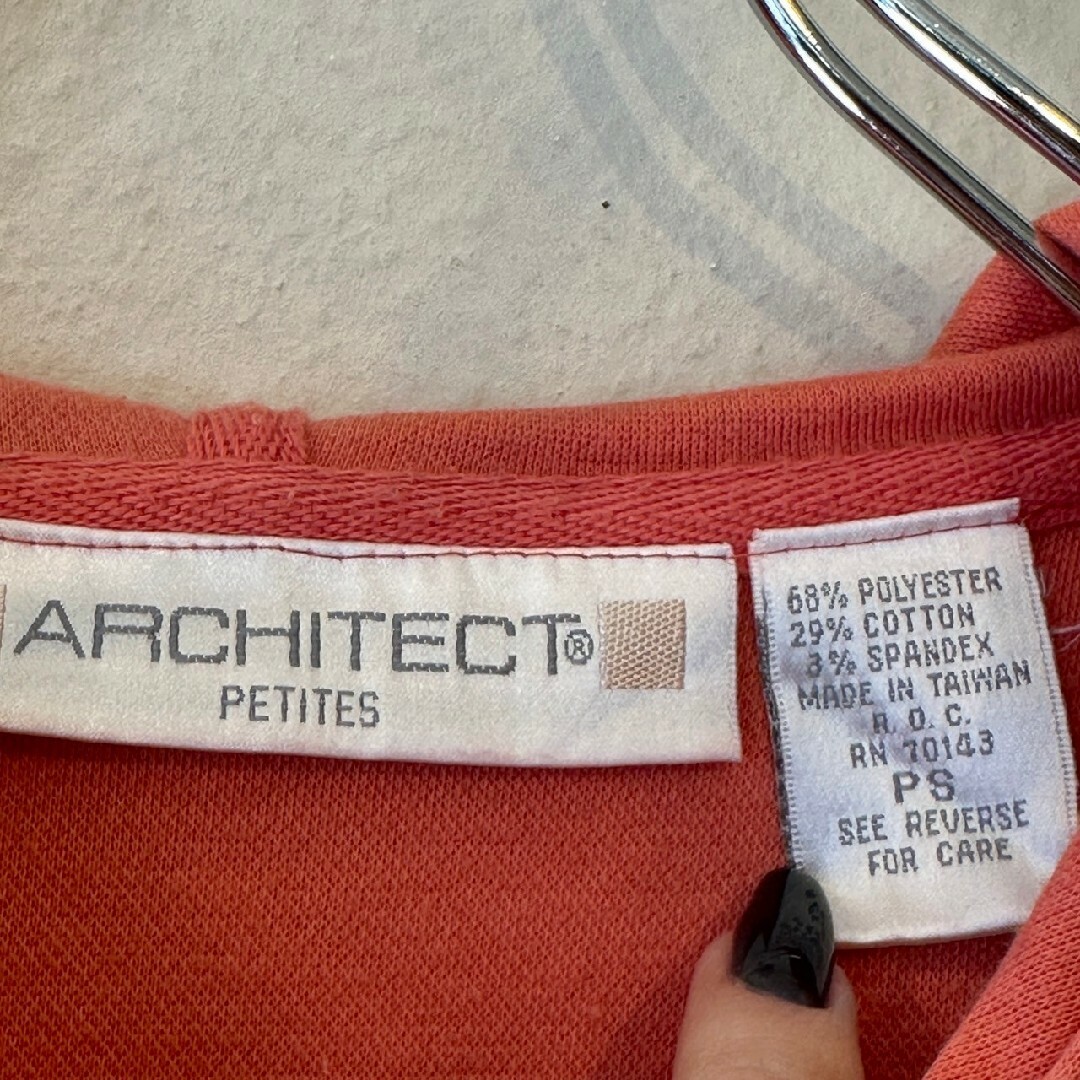 ARCHITECT®
PETITES
68% POLYESTER
29% COTTON
3% SPANDEX
MADE IN TAIWAN
R. O. C.
RN 70143
PS
SEE REVERSE
FOR CARE